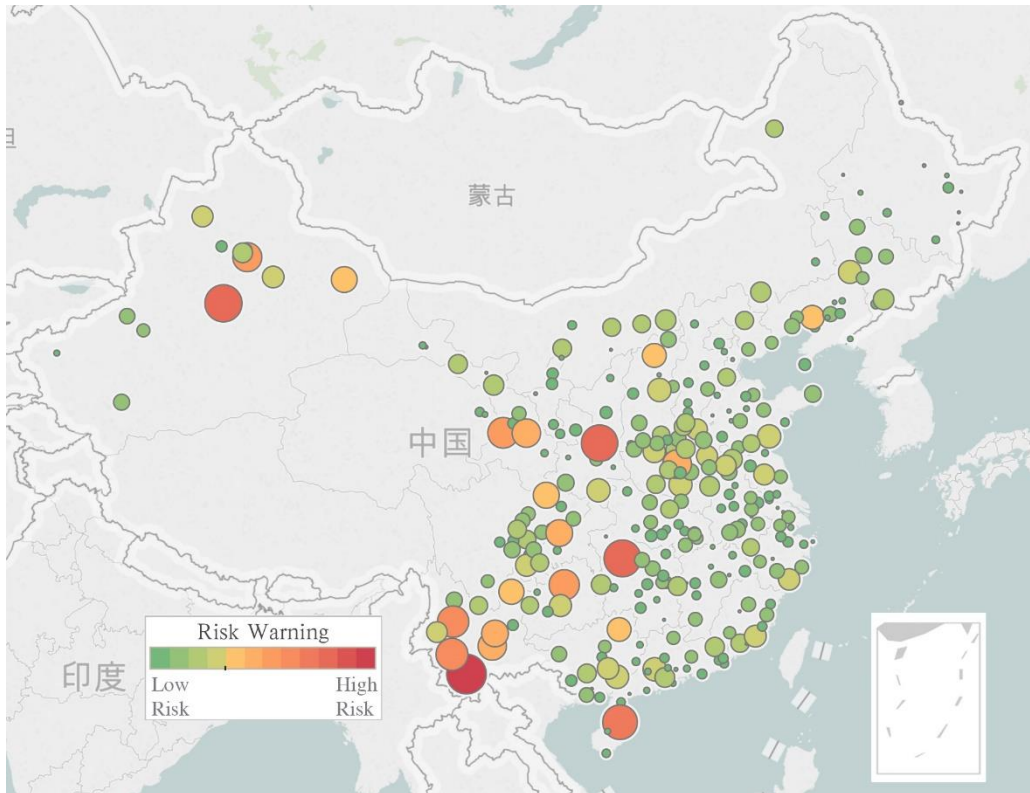 蒙古
中国
印度
Risk Warning
Low High
Risk Risk